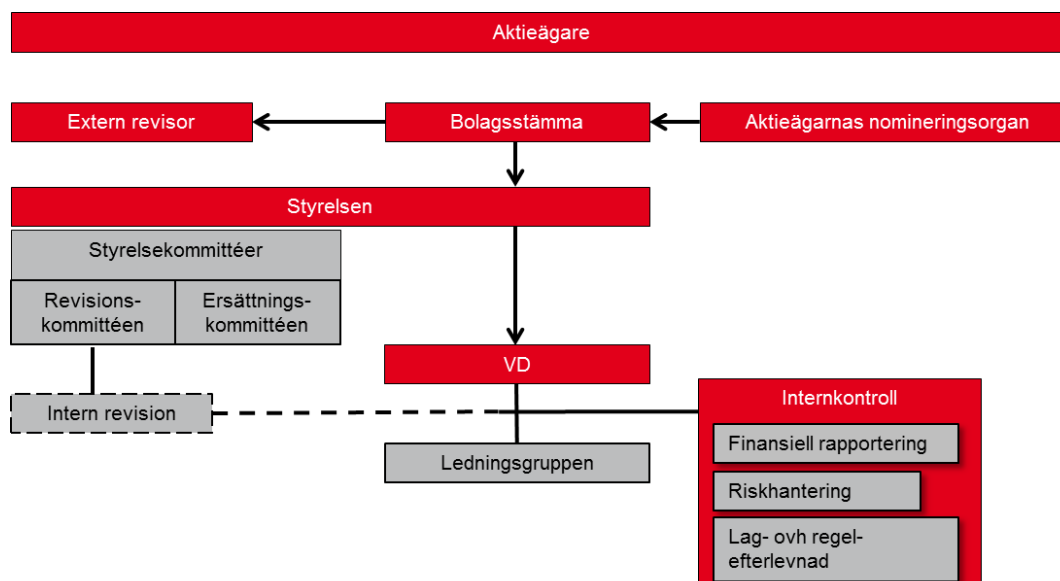 Aktieägare
Extern revisor
Bolagsstämma
Aktieägarnas nomineringsorgan
Styrelsen
Styrelsekommittéer
Revisions-
kommittéen
Ersättnings-
kommittéen
VD
Intern revision
Internkontroll
Finansiell rapportering
Ledningsgruppen
Riskhantering
Lag- ovh regel-
efterlevnad